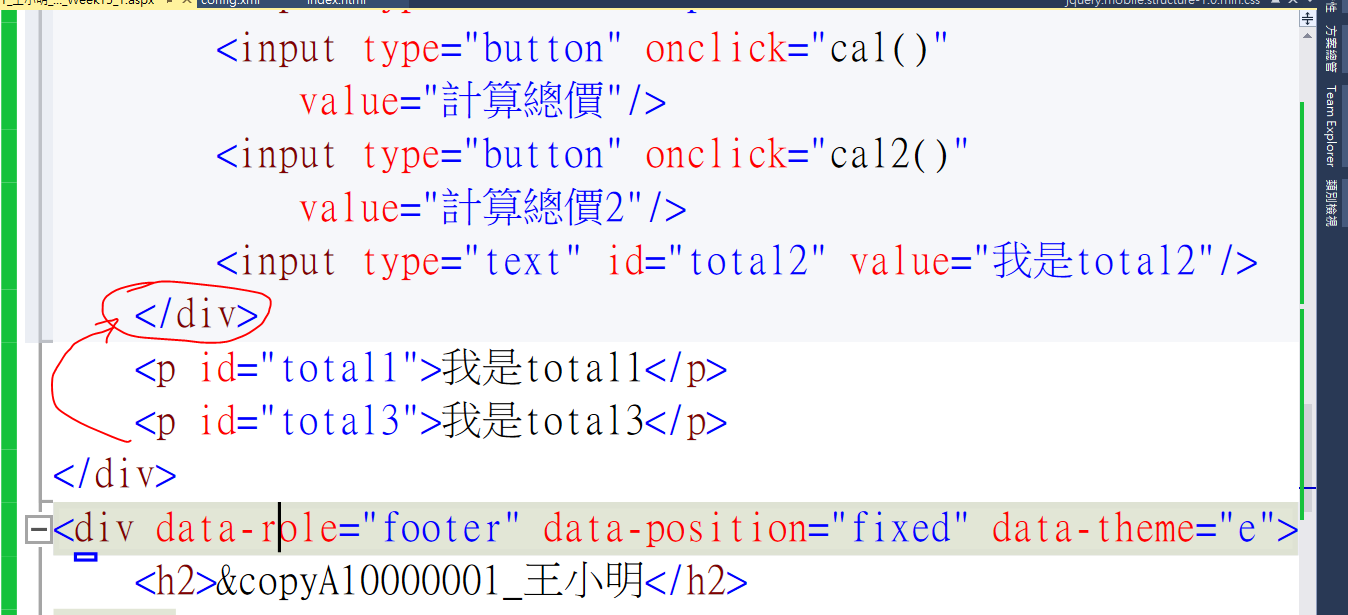 config.xml index.html jquery.mobile.structure-1.0.min.css
<input type="button" onclick="cal()"
value="計算總價"/>
<input type="button" onclick="cal2()"
value="計算總價2"/>
<input type="text" id="total2" value="我是total2"/>
</div>
<p id="total1">我是total1</p>
<p id="total3">我是total3</p>
</div>
<div data-role="footer" data-position="fixed" data-theme="e">
<h2>&copyA10000001_王小明</h2>
方案總管
Team Explorer
類別檢視